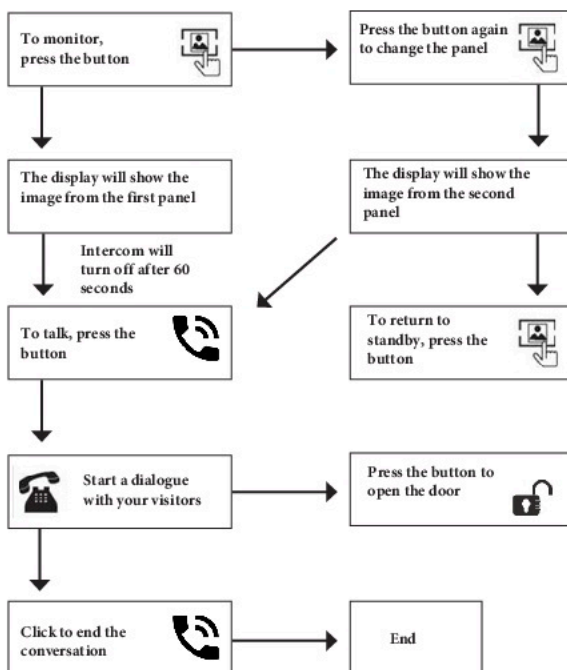 To monitor,
press the button
Press the button again
to change the panel
The display will show the
image from the first panel
The display will show the
image from the second
panel
Intercom will
turn off after 60
seconds
To talk, press the
button
To return to
standby, press the
button
Start a dialogue
with your visitors
Press the button to
open the door
Click to end the
conversation
End